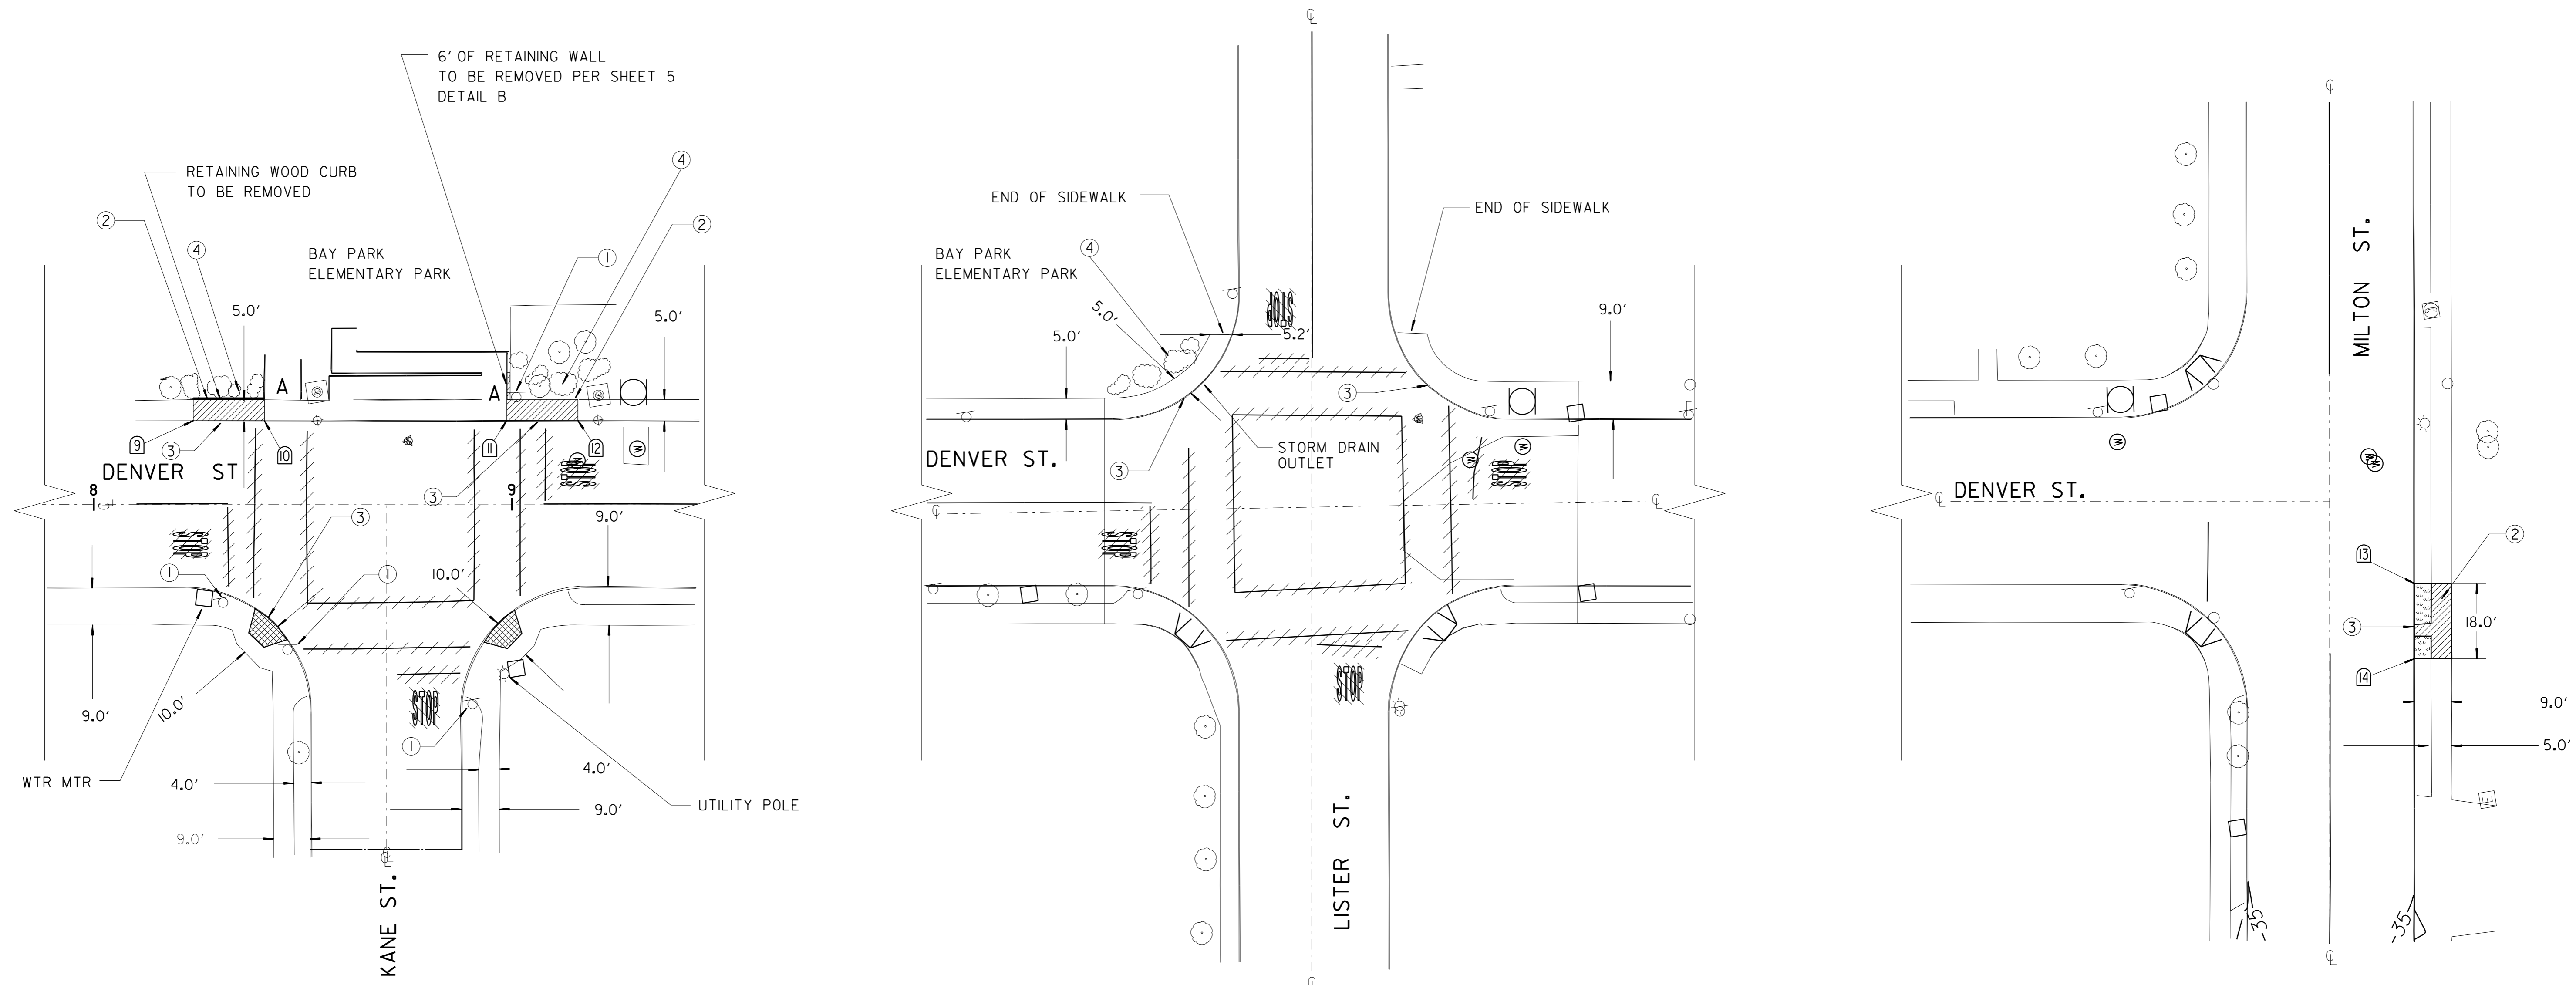 6' OF RETAINING WALL
TO BE REMOVED PER SHEET 5
DETAIL B
RETAINING WOOD CURB
TO BE REMOVED
4
2
4
2
BAY PARK
ELEMENTARY PARK
1
5.0'
5.0'
A
A
9
3
10
11
12
W
DENVER ST
W
STOP
8
9
3
3
9.0'
STOP
1
1
10.0'
9.0'
10.0'
STOP
1
WTR MTR
4.0'
4.0'
UTILITY POLE
9.0'
9.0'
KANE ST.
END OF SIDEWALK
END OF SIDEWALK
BAY PARK
ELEMENTARY PARK
4
5.0'
5.0'
STOP
5.2'
9.0'
3
3
STORM DRAIN
OUTLET
W
W
STOP
DENVER ST.
STOP
STOP
LISTER ST.
MILTON ST.
G
W
W
W
DENVER ST.
13
2
3
18.0'
14
9.0'
5.0'
E
-35
-35